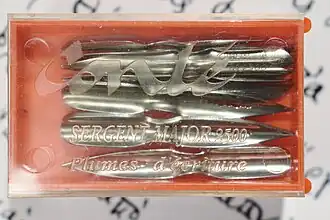 Conté
SERGENT MAJOR 2500
Plumes d'écriture